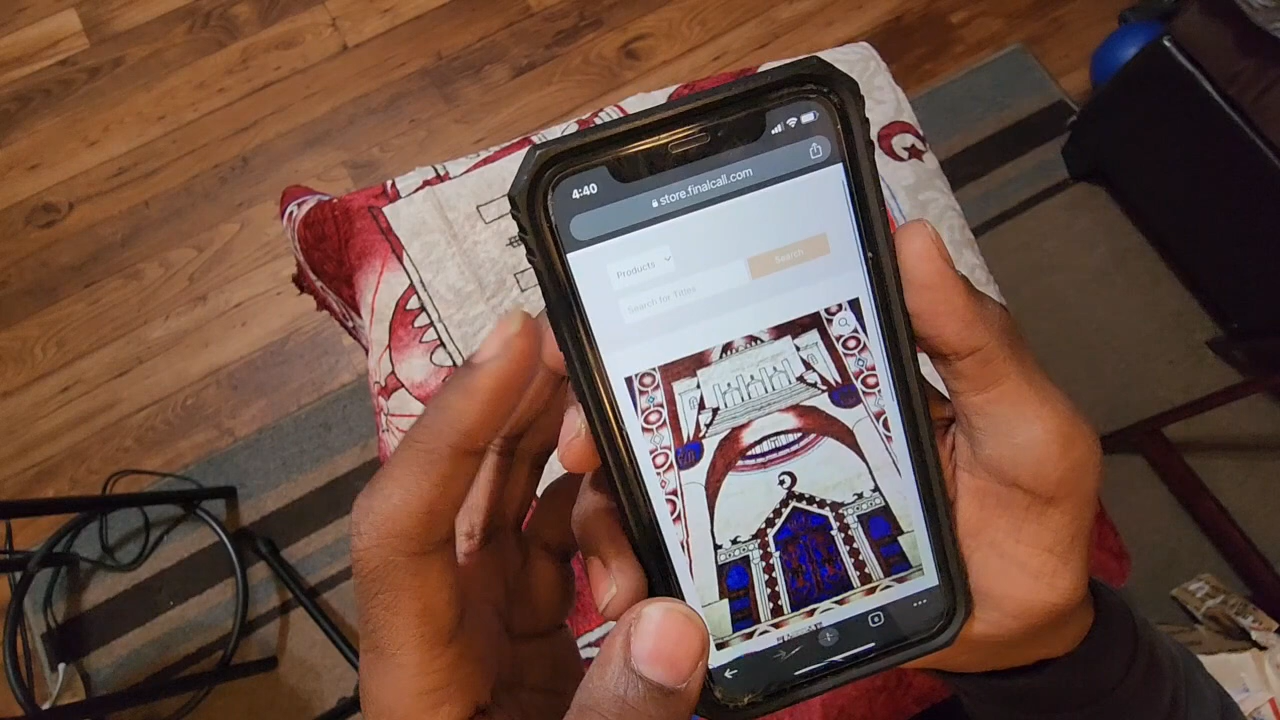 4:40
store.finalcall.com
Products
Search
Search for Titles